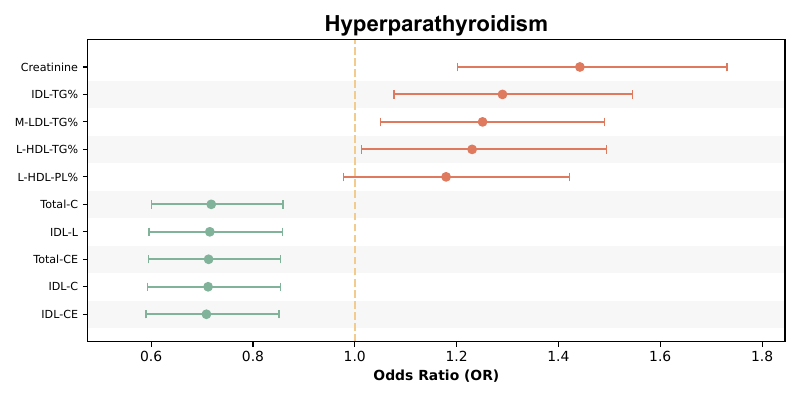 Hyperparathyroidism
Creatinine
IDL-TG%
M-LDL-TG%
L-HDL-TG%
L-HDL-PL%
Total-C
IDL-L
Total-CE
IDL-C
IDL-CE
0.6 0.8 1.0 1.2 1.4 1.6 1.8
Odds Ratio (OR)